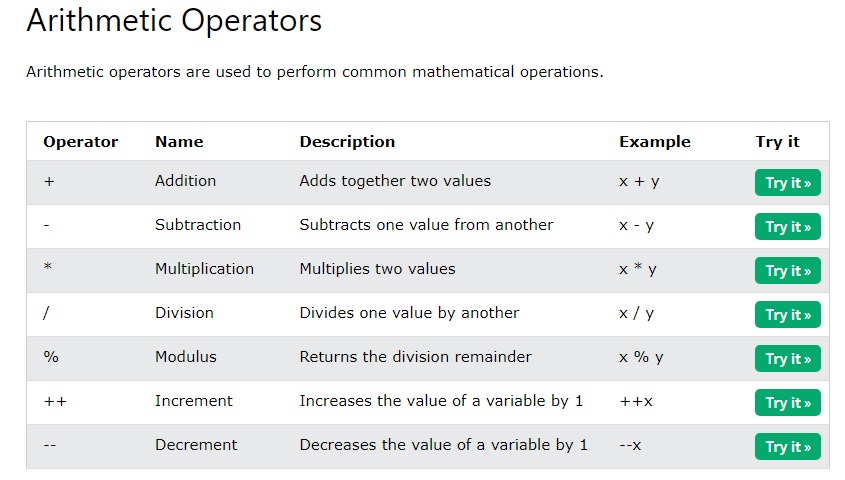 Arithmetic Operators
Arithmetic operators are used to perform common mathematical operations.
Operator Name Description Example Try it
+ Addition Adds together two values x + y Try it »
- Subtraction Subtracts one value from another x - y Try it »
* Multiplication Multiplies two values x * y Try it »
/ Division Divides one value by another x / y Try it »
% Modulus Returns the division remainder x % y Try it »
++ Increment Increases the value of a variable by 1 ++x Try it »
-- Decrement Decreases the value of a variable by 1 --x Try it »